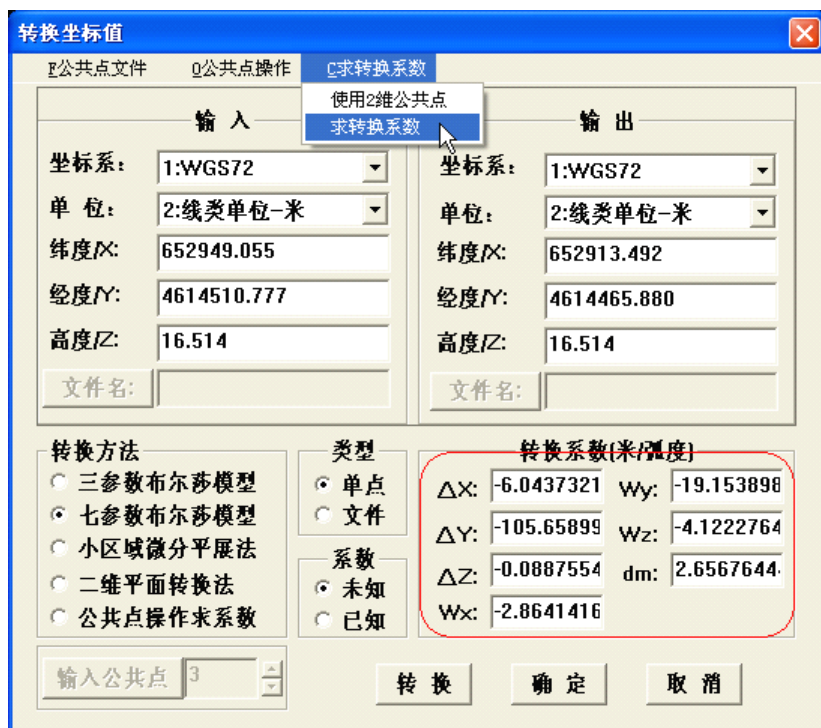 转换坐标值
F公共点文件 O公共点操作 C求转换系数
使用2维公共点
求转换系数
输 入
坐标系: 1:WGS72
单 位: 2:线类单位-米
纬度/X: 652949.055
经度/Y: 4614510.777
高度/Z: 16.514
文件名:
输 出
坐标系: 1:WGS72
单位: 2:线类单位-米
纬度/X: 652913.492
经度/Y: 4614465.880
高度/Z: 16.514
文件名:
转换方法
三参数布尔莎模型
七参数布尔莎模型
小区域微分平展法
二维平面转换法
公共点操作求系数
类型
单点
文件
系数
未知
已知
转换系数(米/弧度)
ΔX: -6.0437321 Wy: -19.153898
ΔY: -105.65899 Wz: -4.1222764
ΔZ: -0.0887554 dm: 2.6567644
Wx: -2.8641416
输入公共点 3
转 换 确 定 取 消